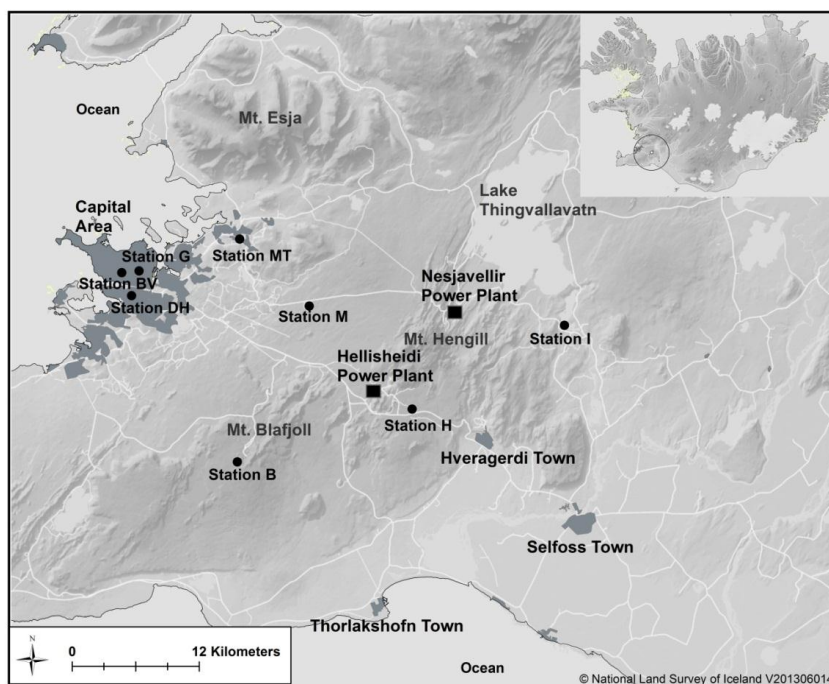 Ocean
Mt. Esja
Lake
Thingvallavatn
Capital
Area
Station G
Station MT
Station BV
Station DH
Nesjavellir
Power Plant
Station M
Mt. Hengill
Station I
Hellisheidi
Power Plant
Station H
Mt. Blafjoll
Hveragerdi Town
Station B
Selfoss Town
Thorlakshofn Town
N
0 12 Kilometers
Ocean
© National Land Survey of Iceland V20130601